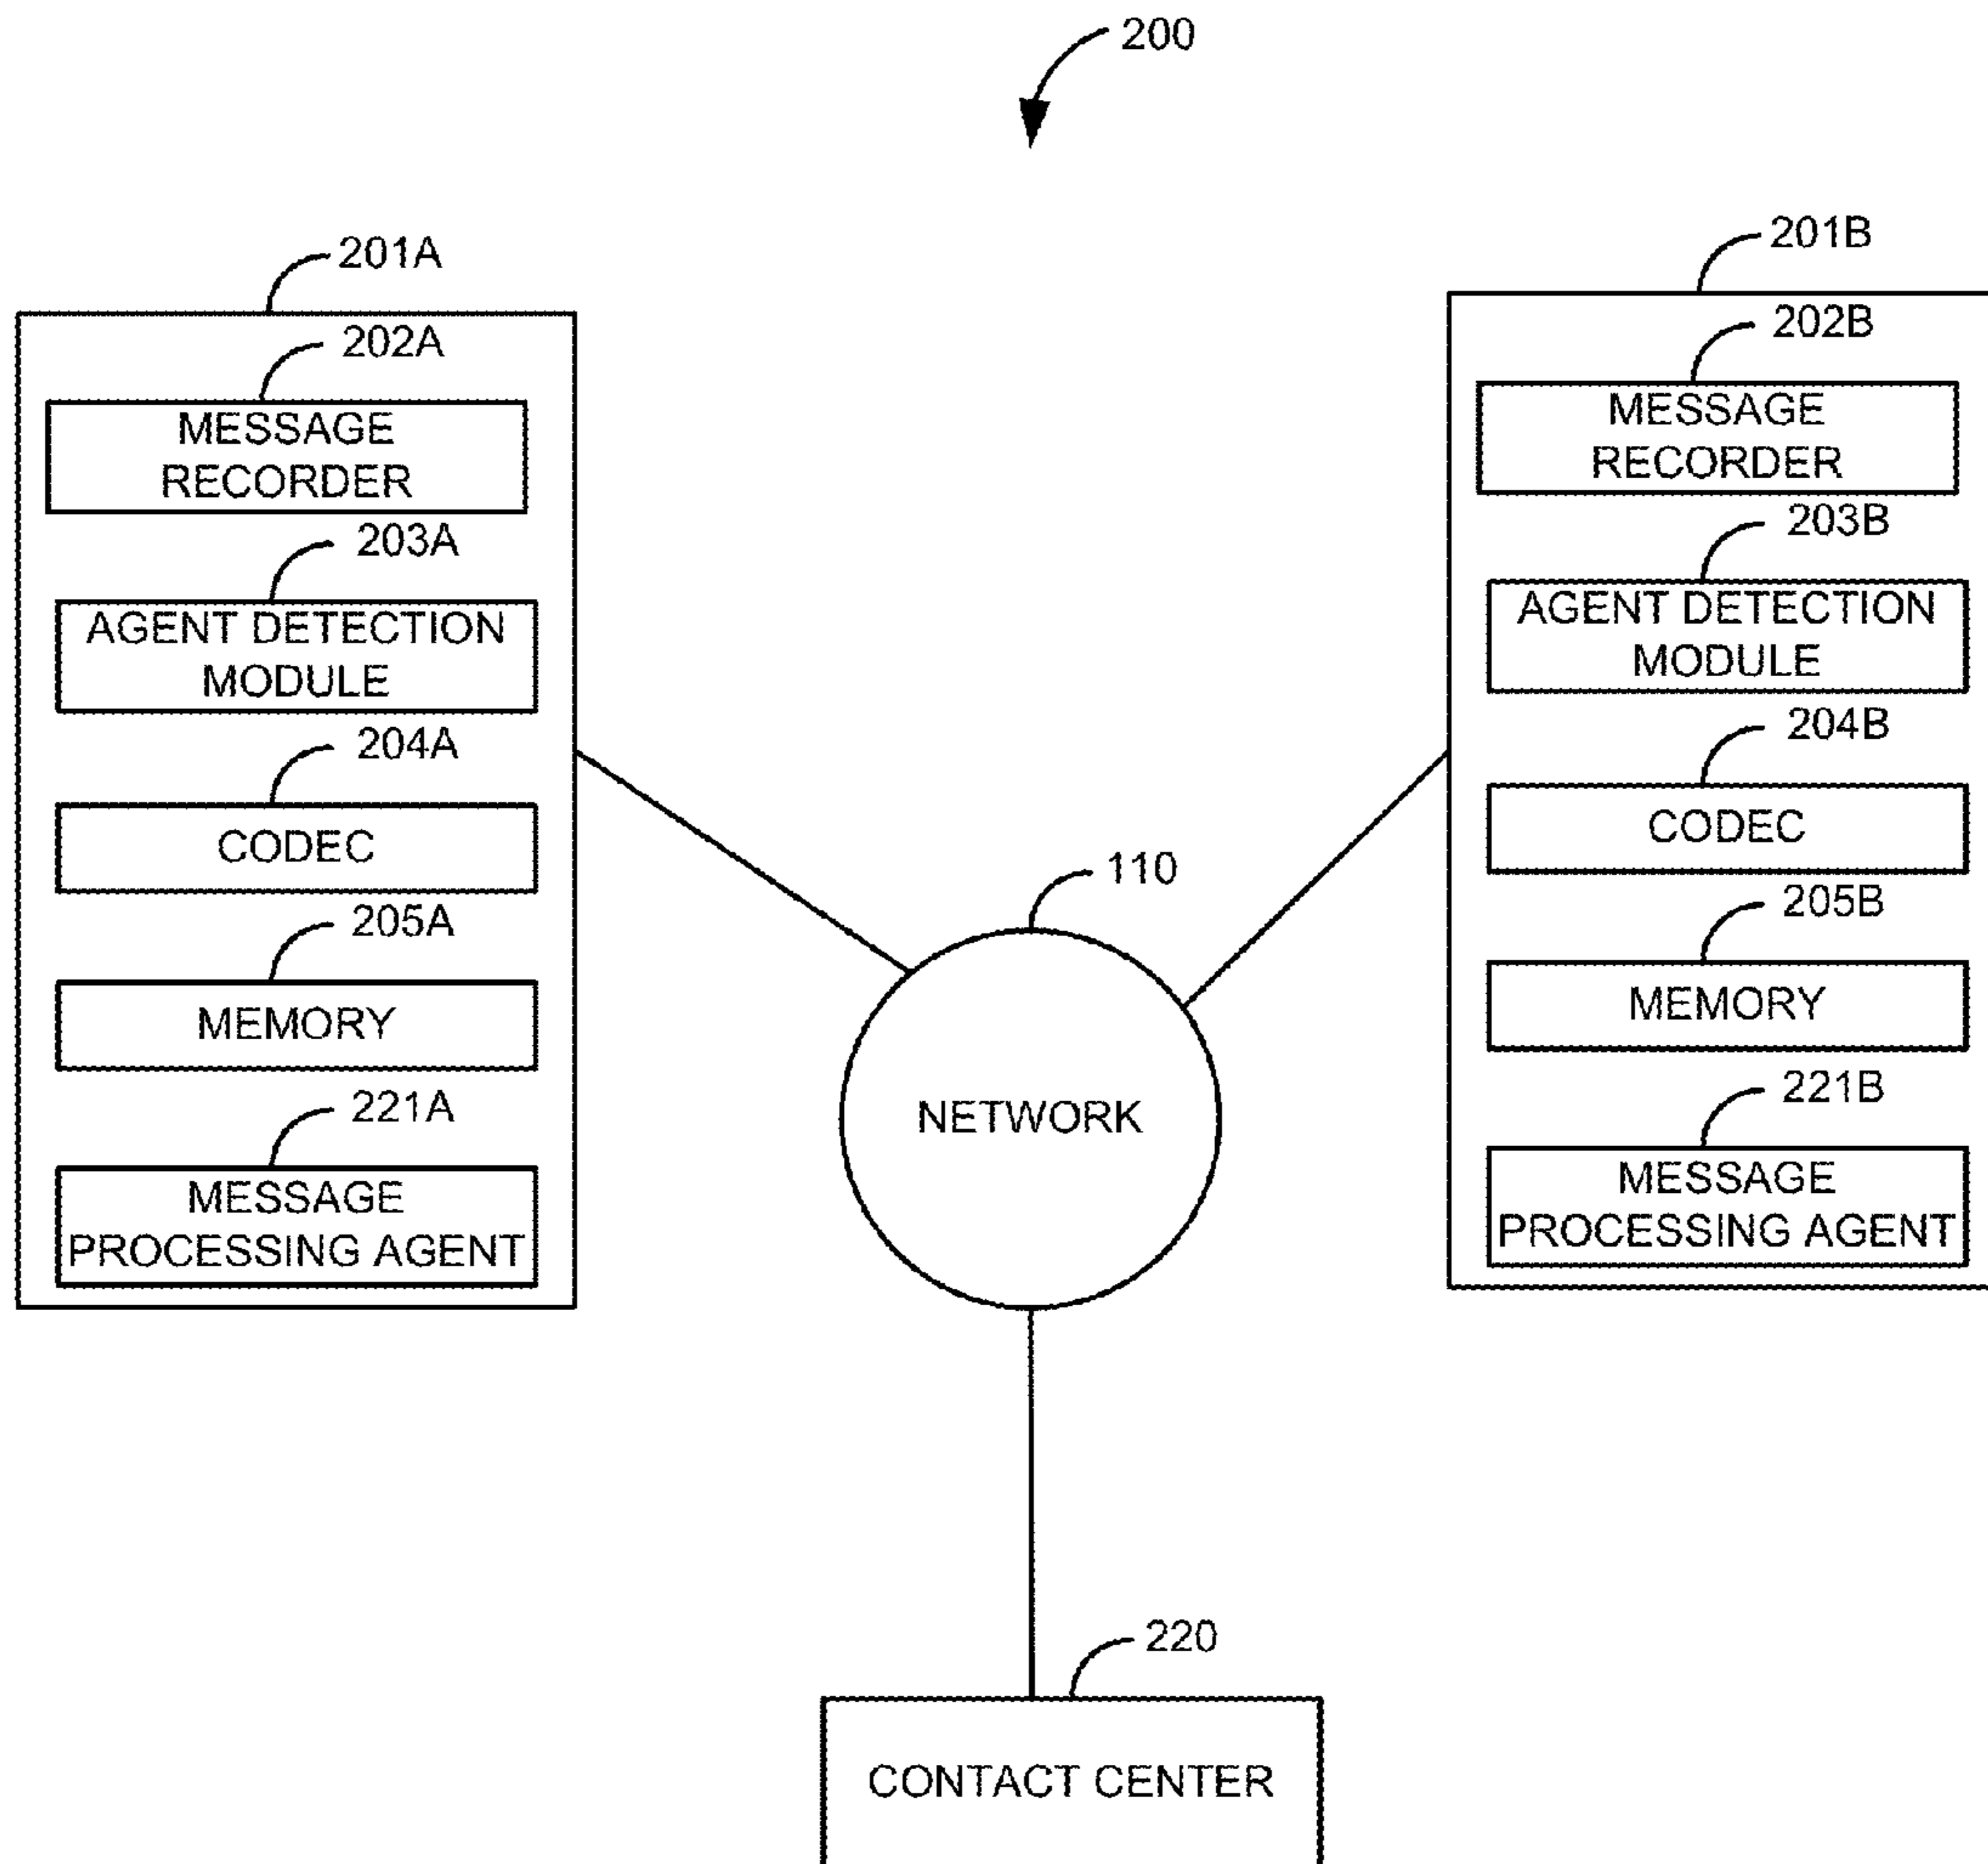 200
201A
202A
MESSAGE
RECORDER
203A
AGENT DETECTION
MODULE
204A
CODEC
205A
MEMORY
221A
MESSAGE
PROCESSING AGENT
110
NETWORK
201B
202B
MESSAGE
RECORDER
203B
AGENT DETECTION
MODULE
204B
CODEC
205B
MEMORY
221B
MESSAGE
PROCESSING AGENT
220
CONTACT CENTER